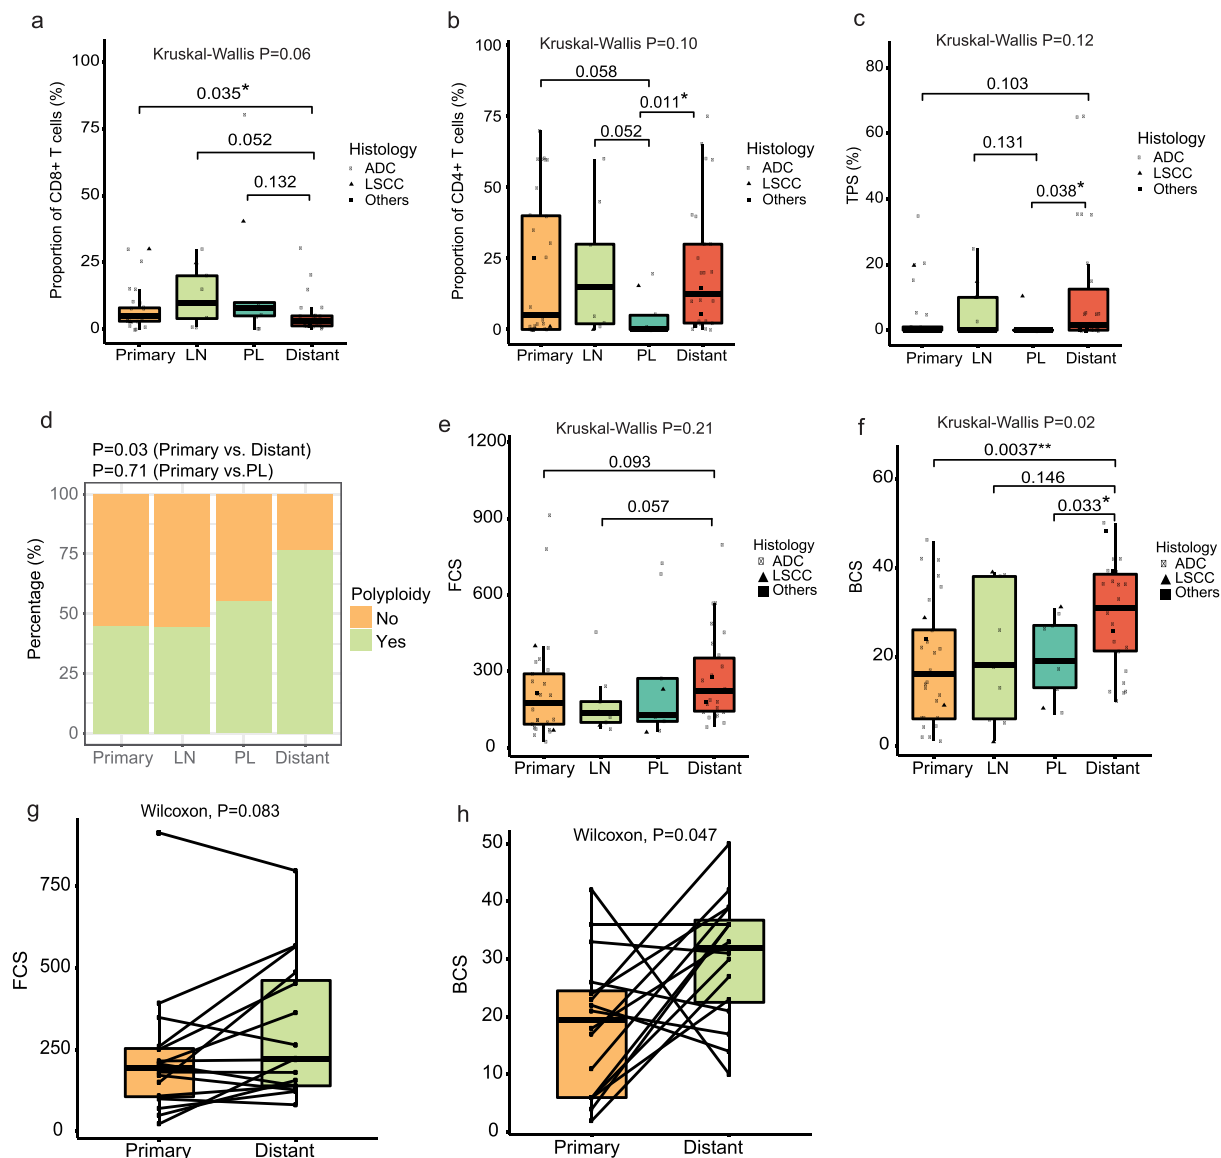 a
Kruskal-Wallis P=0.06
Proportion of CD8+ T cells (%)
100
75
50
25
0
0.035*
0.052
0.132
Primary LN PL Distant
Histology
ADC
LSCC
Others
b
Kruskal-Wallis P=0.10
Proportion of CD4+ T cells (%)
100
75
50
25
0
0.058
0.011*
0.052
Primary LN PL Distant
Histology
ADC
LSCC
Others
c
Kruskal-Wallis P=0.12
TPS (%)
80
60
40
20
0
0.103
0.131
0.038*
Primary LN PL Distant
Histology
ADC
LSCC
Others
d
P=0.03 (Primary vs. Distant)
P=0.71 (Primary vs.PL)
Percentage (%)
100
75
50
25
0
Primary LN PL Distant
Polyploidy
No
Yes
e
Kruskal-Wallis P=0.21
FCS
1200
900
600
300
0
0.093
0.057
Primary LN PL Distant
Histology
ADC
LSCC
Others
f
Kruskal-Wallis P=0.02
BCS
60
40
20
0
0.0037**
0.146
0.033*
Primary LN PL Distant
Histology
ADC
LSCC
Others
g
Wilcoxon, P=0.083
FCS
750
500
250
0
Primary Distant
h
Wilcoxon, P=0.047
BCS
50
40
30
20
10
0
Primary Distant